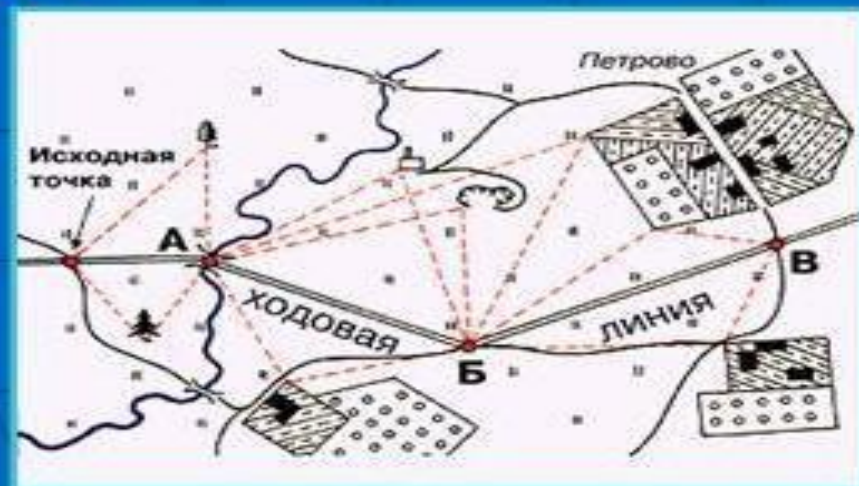 Петрово
Исходная
точка
А
В
ходовая
линия
Б